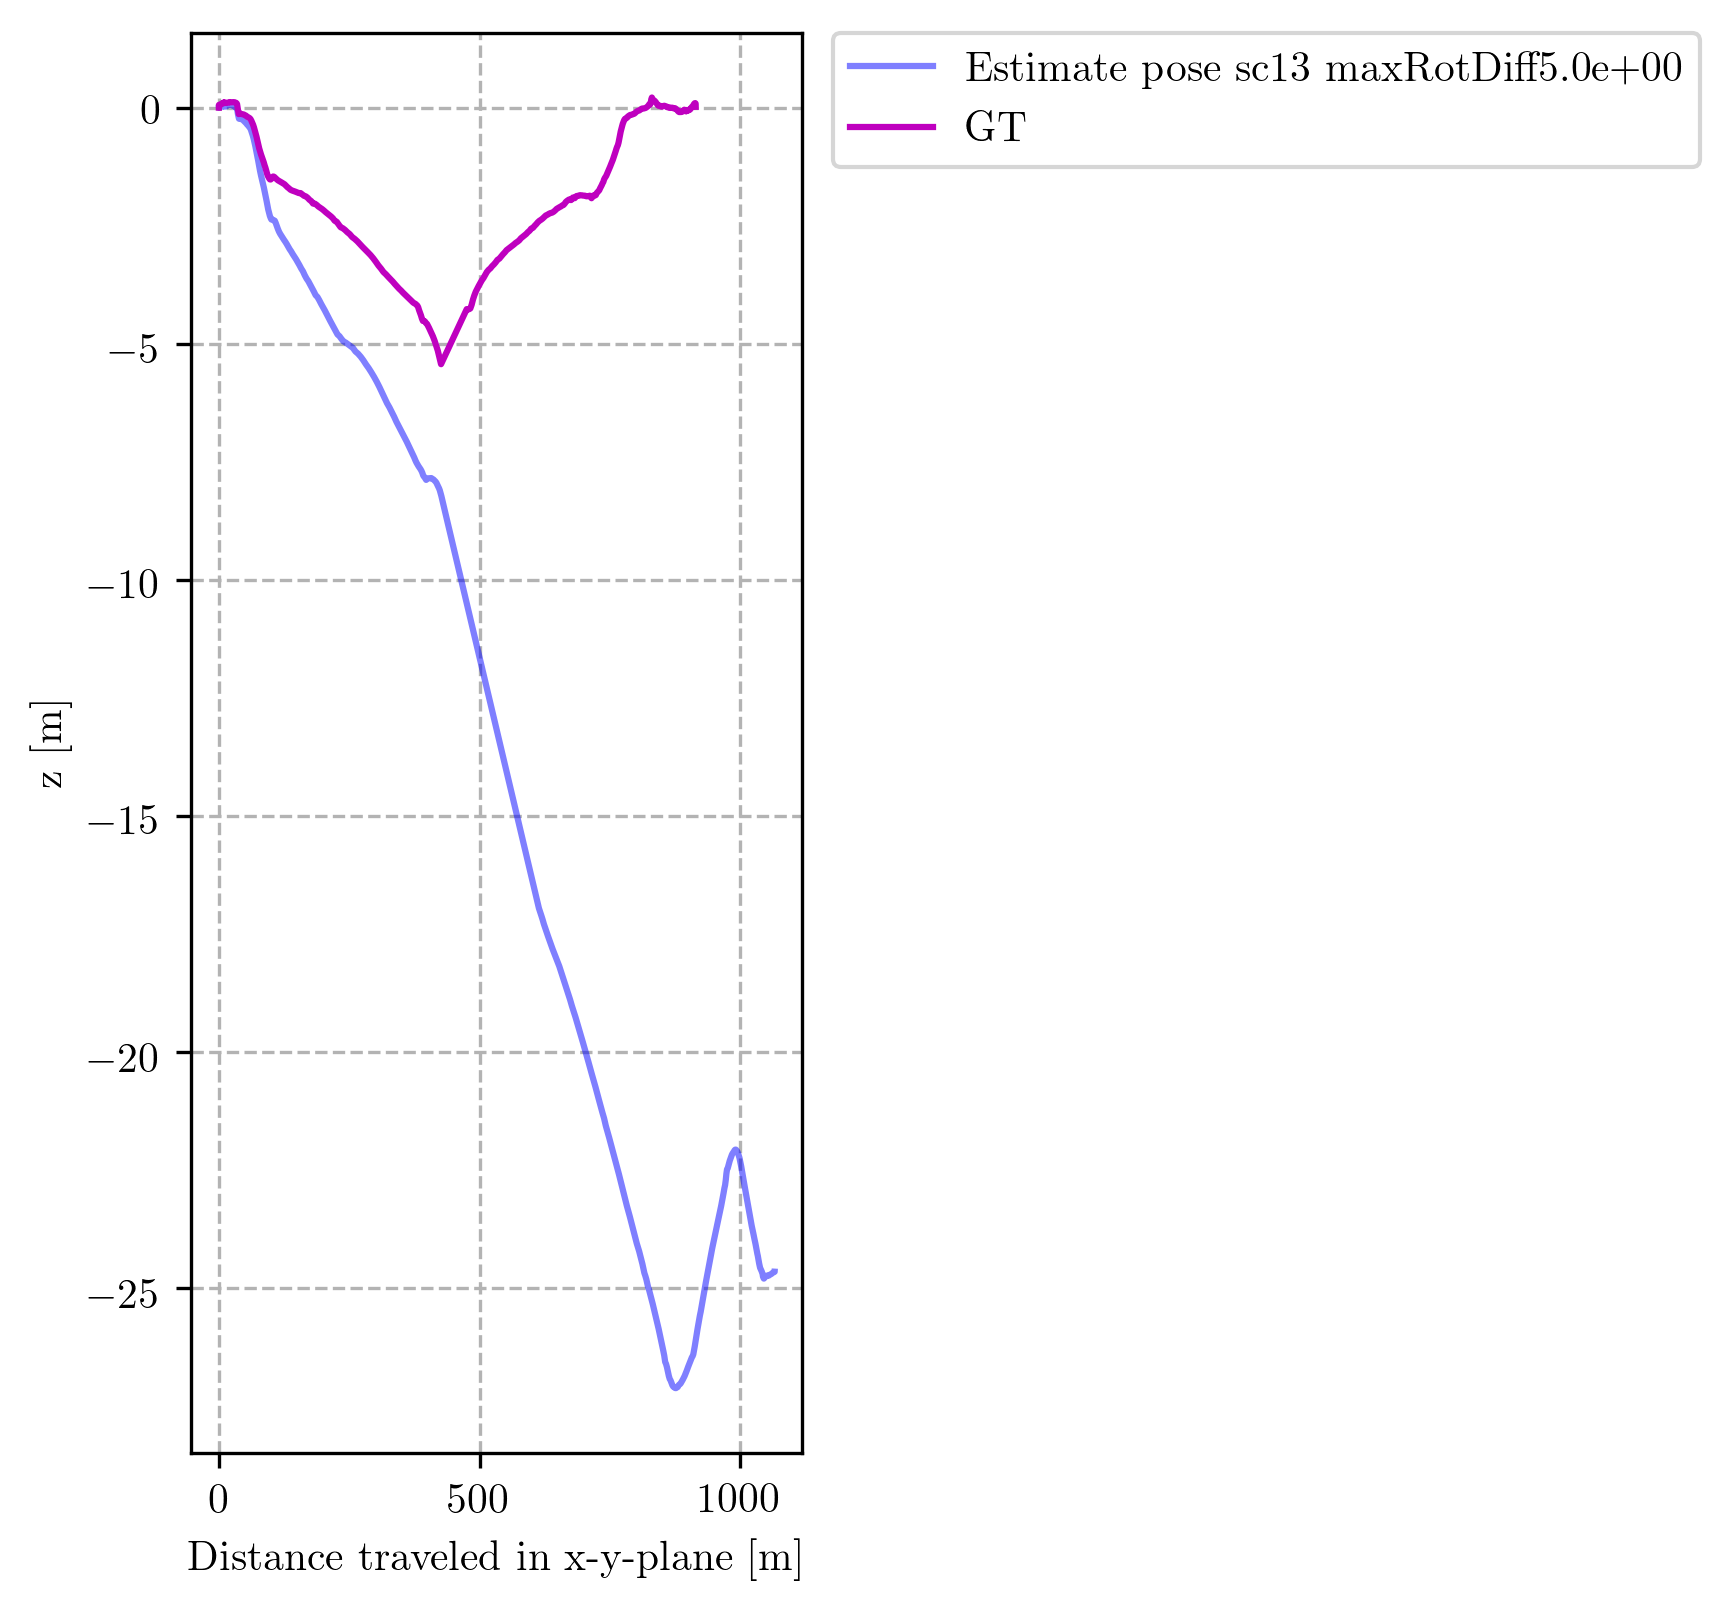 Estimate pose sc13 maxRotDiff5.0e+00
GT
0
−5
−10
−15
−20
−25
z [m]
0 500 1000
Distance traveled in x-y-plane [m]